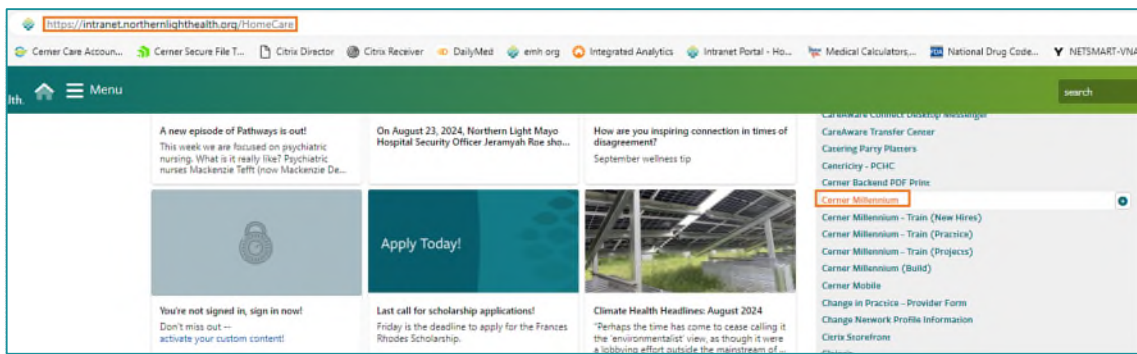 https://intranet.northernlighthealth.org/HomeCare
Cerner Care Accoun... Cerner Secure File T... Citrix Director Citrix Receiver DailyMed emh org Integrated Analytics Intranet Portal - Ho... Medical Calculators,... National Drug Code... NETSMART-VNA
lth. Menu search
A new episode of Pathways is out!
This week we are focused on psychiatric
nursing. What is it really like? Psychiatric
nurses Mackenzie Tefft (now Mackenzie De...
On August 23, 2024, Northern Light Mayo
Hospital Security Officer Jeramyah Roe sho...
How are you inspiring connection in times of
disagreement?
September wellness tip
Apply Today!
You're not signed in, sign in now!
Don't miss out --
activate your custom content!
Last call for scholarship applications!
Friday is the deadline to apply for the Frances
Rhodes Scholarship.
Climate Health Headlines: August 2024
"Perhaps the time has come to cease calling it
the 'environmentalist' view, as though it were
a lobbying effort outside the mainstream of ...
CareAware Connect Desktop Messenger
CareAware Transfer Center
Catering Party Platters
Centricity - PCHC
Cerner Backend PDF Print
Cerner Millennium
Cerner Millennium - Train (New Hires)
Cerner Millennium - Train (Practice)
Cerner Millennium - Train (Projects)
Cerner Millennium (Build)
Cerner Mobile
Change in Practice - Provider Form
Change Network Profile Information
Citrix Storefront